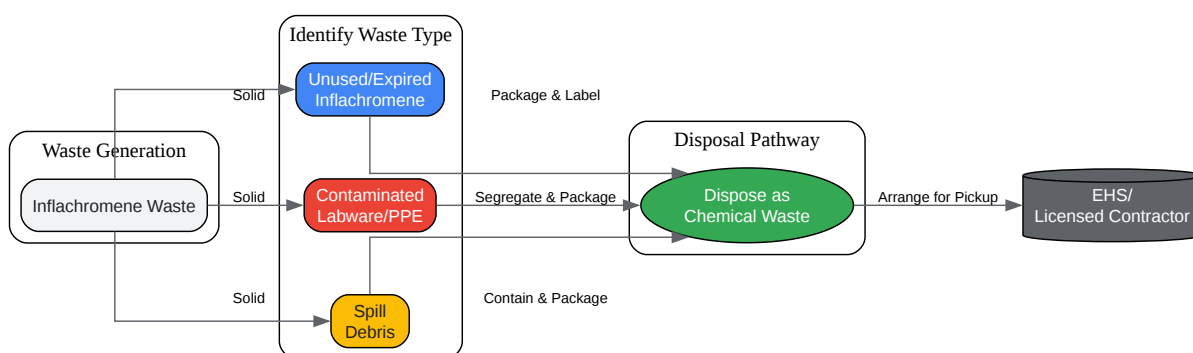 Identify Waste Type
Unused/Expired
Inflachromene
Solid
Package & Label
Waste Generation
Disposal Pathway
Inflachromene Waste
Solid
Contaminated
Labware/PPE
Segregate & Package
Dispose as
Chemical Waste
Arrange for Pickup
EHS/
Licensed Contractor
Solid
Contain & Package
Spill
Debris